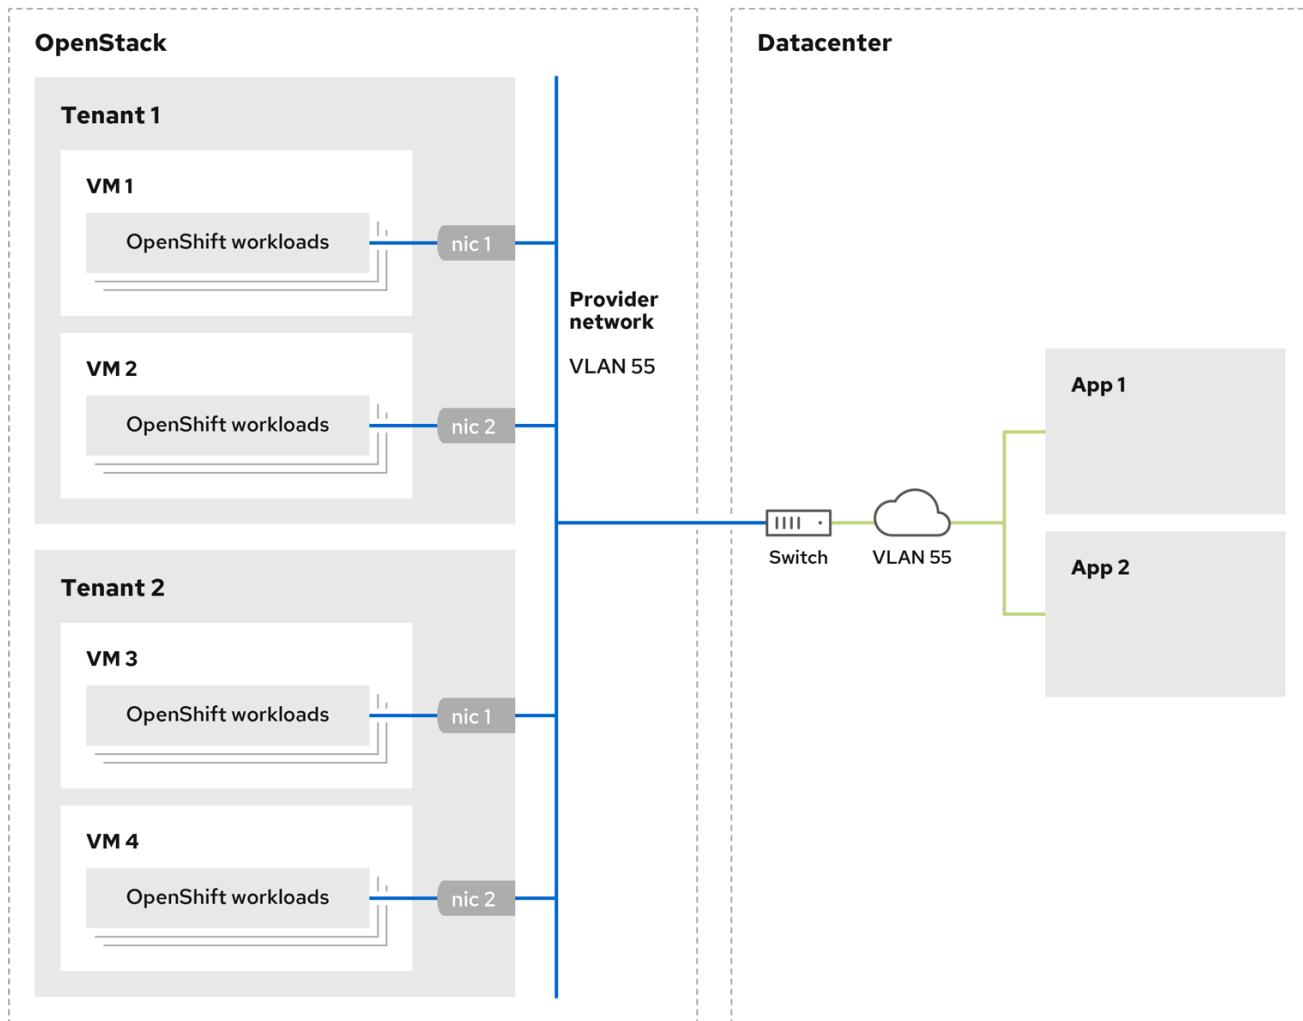 OpenStack
Tenant 1
VM 1
OpenShift workloads
nic 1
VM 2
OpenShift workloads
nic 2
Provider
network
VLAN 55
Tenant 2
VM 3
OpenShift workloads
nic 1
VM 4
OpenShift workloads
nic 2
Datacenter
Switch
VLAN 55
App 1
App 2